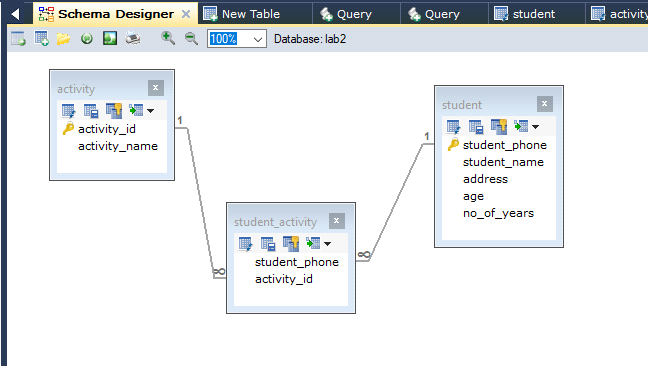 Schema Designer New Table Query Query student activity
100% Database: lab2
activity
activity_id
activity_name
1
student
student_phone
student_name
address
age
no_of_years
1
student_activity
student_phone
activity_id
∞
∞